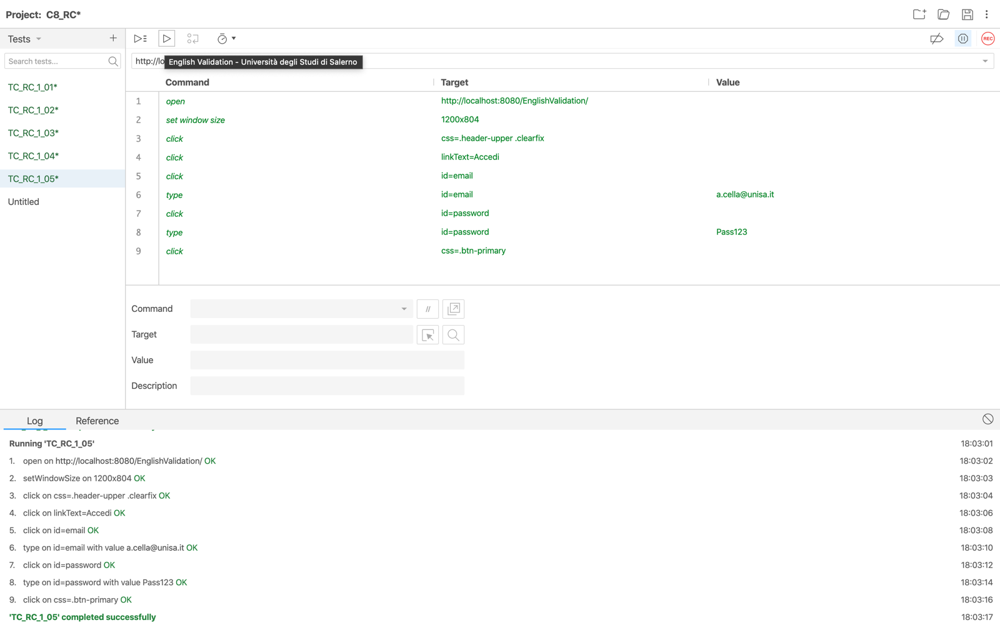 Project: C8_RC*
Tests
REC
Search tests...
http://lo
English Validation - Università degli Studi di Salerno
Command Target Value
TC_RC_1_01*
TC_RC_1_02*
TC_RC_1_03*
TC_RC_1_04*
TC_RC_1_05*
Untitled
1 open http://localhost:8080/EnglishValidation/
2 set window size 1200x804
3 click css=.header-upper .clearfix
4 click linkText=Accedi
5 click id=email
6 type id=email a.cella@unisa.it
7 click id=password
8 type id=password Pass123
9 click css=.btn-primary
Command //
Target
Value
Description
Log Reference
Running 'TC_RC_1_05' 18:03:01
1. open on http://localhost:8080/EnglishValidation/ OK 18:03:02
2. setWindowSize on 1200x804 OK 18:03:03
3. click on css=.header-upper .clearfix OK 18:03:04
4. click on linkText=Accedi OK 18:03:06
5. click on id=email OK 18:03:08
6. type on id=email with value a.cella@unisa.it OK 18:03:10
7. click on id=password OK 18:03:12
8. type on id=password with value Pass123 OK 18:03:14
9. click on css=.btn-primary OK 18:03:16
'TC_RC_1_05' completed successfully 18:03:17